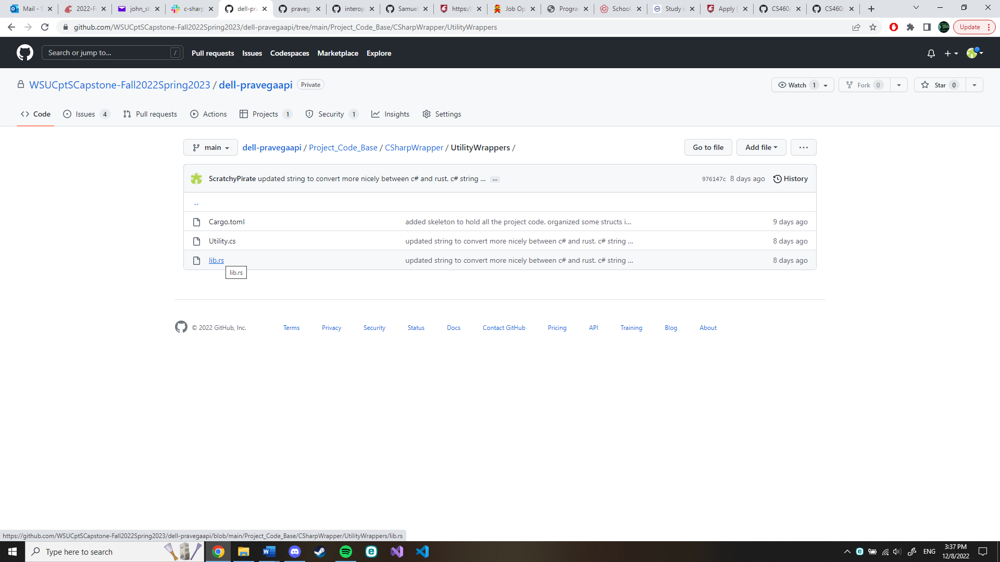 Mail - S
2022-Fa
john_sb
c-sharp
dell-pra
praveg
interop
Samuel
https://
Job Op
Progra
School
Study i
Apply |
CS460/
CS460/
github.com/WSUCptSCapstone-Fall2022Spring2023/dell-pravegaapi/tree/main/Project_Code_Base/CSharpWrapper/UtilityWrappers
Update
Search or jump to...
/
Pull requests
Issues
Codespaces
Marketplace
Explore
WSUCptSCapstone-Fall2022Spring2023 / dell-pravegaapi
Private
Watch 1
Fork 0
Star 0
Code
Issues 4
Pull requests
Actions
Projects 1
Security 1
Insights
Settings
main
dell-pravegaapi / Project_Code_Base / CSharpWrapper / UtilityWrappers /
Go to file
Add file
...
ScratchyPirate updated string to convert more nicely between c# and rust. c# string ... ...
976147c 8 days ago
History
..
Cargo.toml
added skeleton to hold all the project code. organized some structs i...
9 days ago
Utility.cs
updated string to convert more nicely between c# and rust. c# string ...
8 days ago
lib.rs
updated string to convert more nicely between c# and rust. c# string ...
8 days ago
lib.rs
© 2022 GitHub, Inc.
Terms
Privacy
Security
Status
Docs
Contact GitHub
Pricing
API
Training
Blog
About
https://github.com/WSUCptSCapstone-Fall2022Spring2023/dell-pravegaapi/blob/main/Project_Code_Base/CSharpWrapper/UtilityWrappers/lib.rs
Type here to search
ENG
3:37 PM
12/8/2022